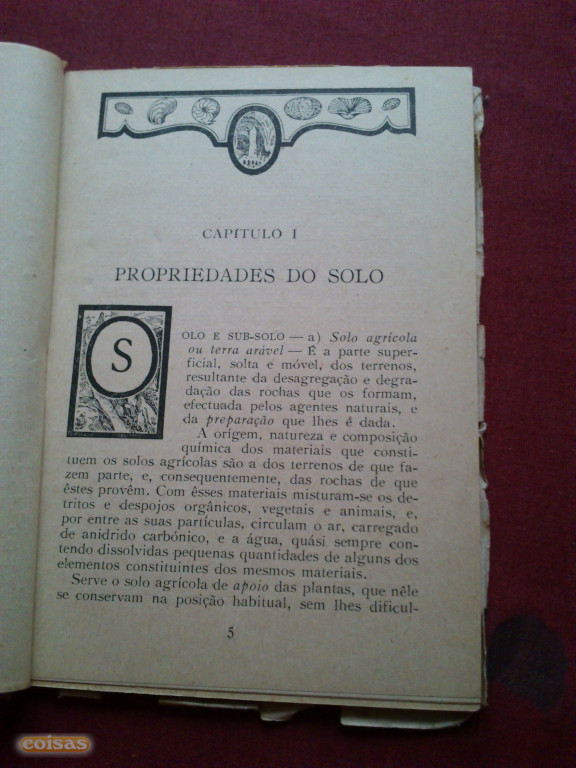 CAPITULO I
PROPRIEDADES DO SOLO
SOLO E SUB-SOLO — a) Solo agrícola
ou terra arável — É a parte super-
ficial, solta e móvel, dos terrenos,
resultante da desagregação e degra-
dação das rochas que os formam,
efectuada pelos agentes naturais, e
da preparação que lhes é dada.
A origem, natureza e composição
química dos materiais que consti-
tuem os solos agrícolas são a dos terrenos de que fa-
zem parte, e, consequentemente, das rochas de que
êstes provêm. Com êsses materiais misturam-se os de-
tritos e despojos orgânicos, vegetais e animais, e,
por entre as suas partículas, circulam o ar, carregado
de anidrido carbónico, e a água, quási sempre con-
tendo dissolvidas pequenas quantidades de alguns dos
elementos constituintes dos mesmos materiais.
Serve o solo agrícola de apoio das plantas, que nêle
se conservam na posição habitual, sem lhes dificul-
5
coisas